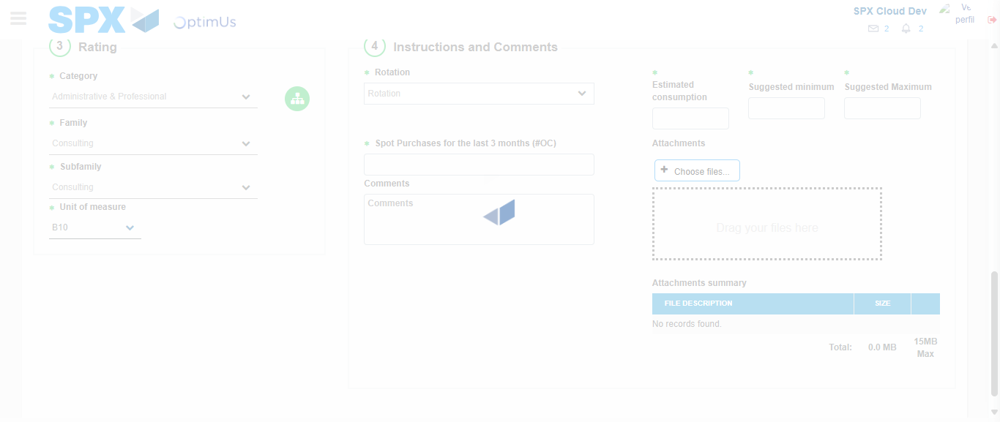 SPX
OptimUs
SPX Cloud Dev
Ve
perfil
2
2
3 Rating
Category
Administrative & Professional
Family
Consulting
Subfamily
Consulting
Unit of measure
B10
4 Instructions and Comments
Rotation
Rotation
Spot Purchases for the last 3 months (#OC)
Comments
Comments
Estimated
consumption
Suggested minimum
Suggested Maximum
Attachments
+ Choose files...
Drag your files here
Attachments summary
FILE DESCRIPTION SIZE
No records found.
Total: 0.0 MB 15MB
Max